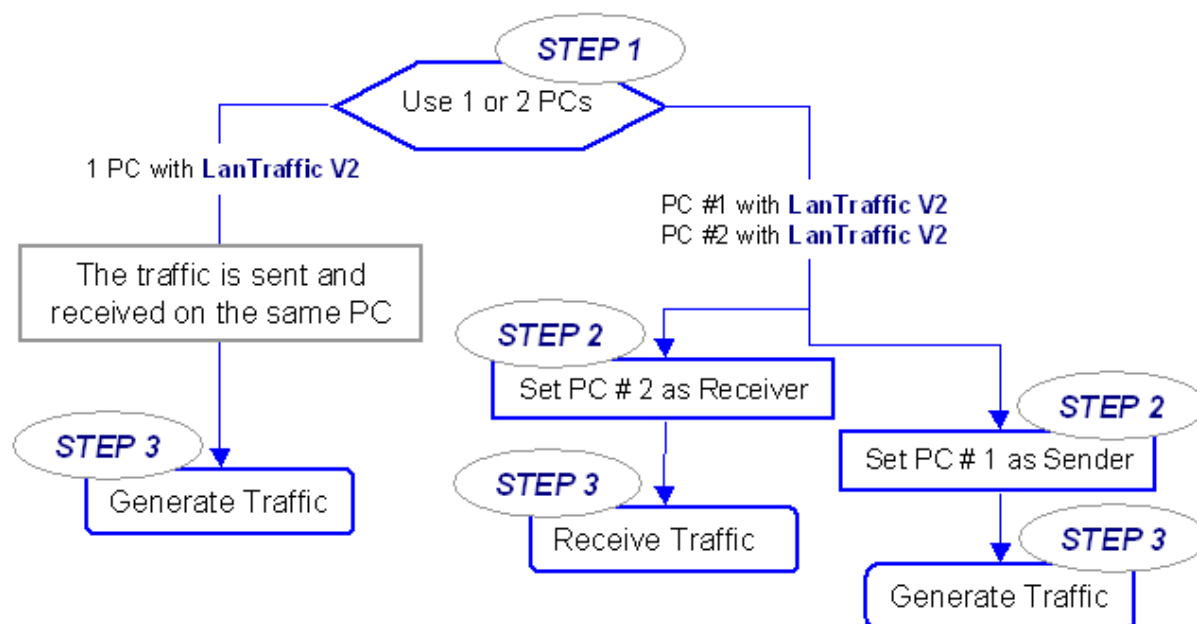 STEP 1
Use 1 or 2 PCs
1 PC with LanTraffic V2
PC #1 with LanTraffic V2
PC #2 with LanTraffic V2
The traffic is sent and
received on the same PC
STEP 2
Set PC # 2 as Receiver
STEP 2
Set PC # 1 as Sender
STEP 3
Generate Traffic
STEP 3
Receive Traffic
STEP 3
Generate Traffic